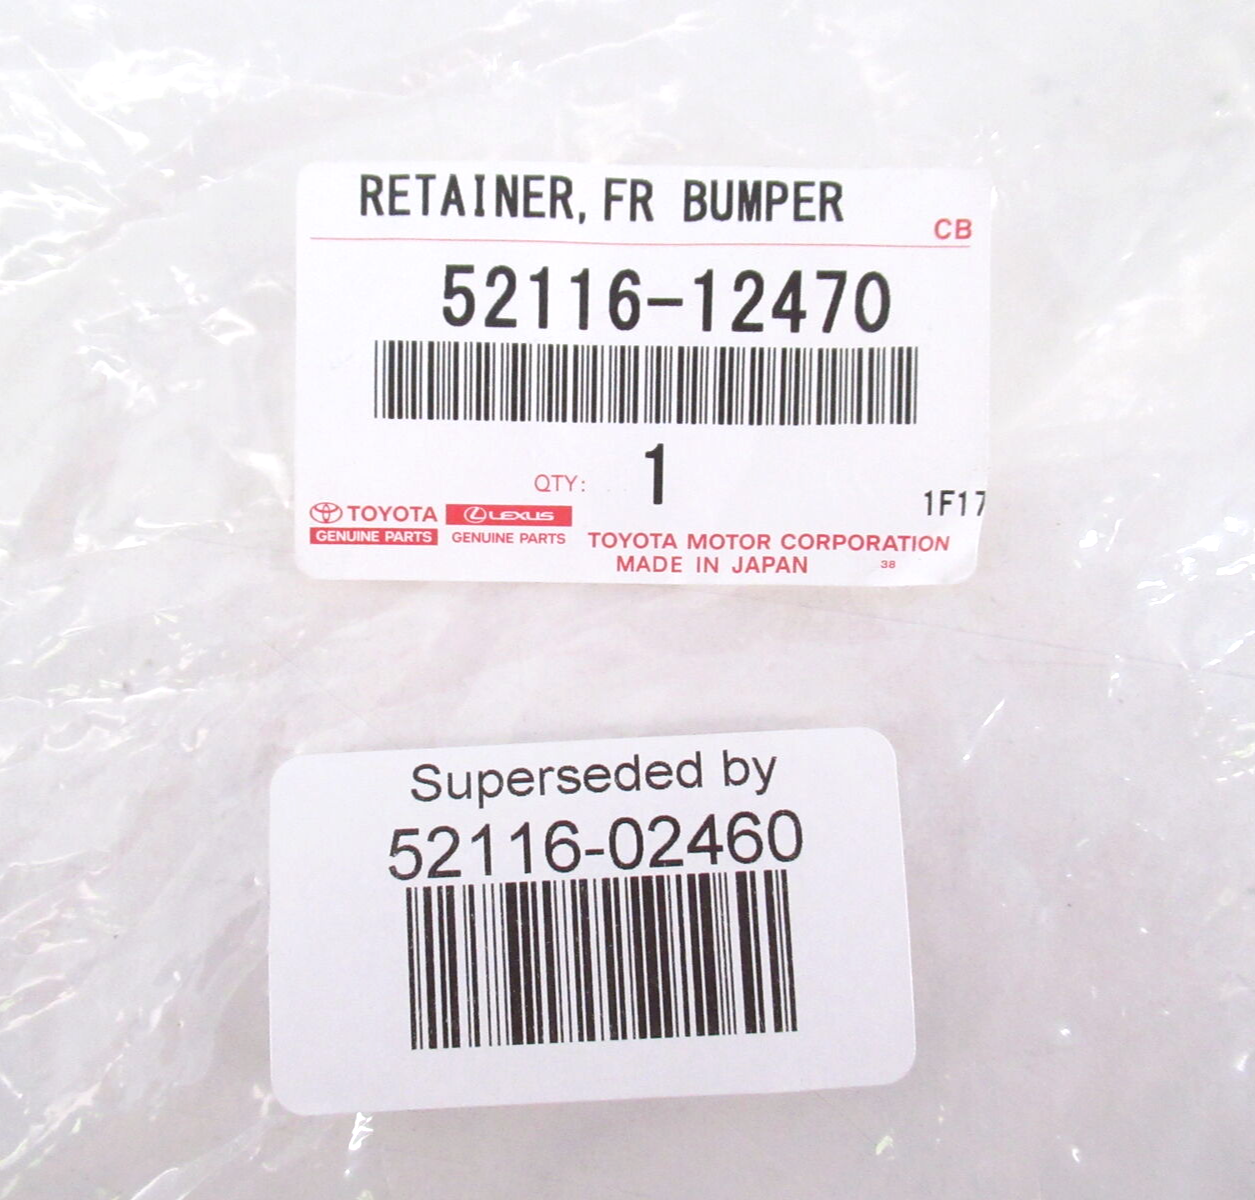 RETAINER, FR BUMPER
CB
52116-12470
QTY: 1
1F17
TOYOTA
GENUINE PARTS
LEXUS
GENUINE PARTS
TOYOTA MOTOR CORPORATION
MADE IN JAPAN 38
Superseded by
52116-02460